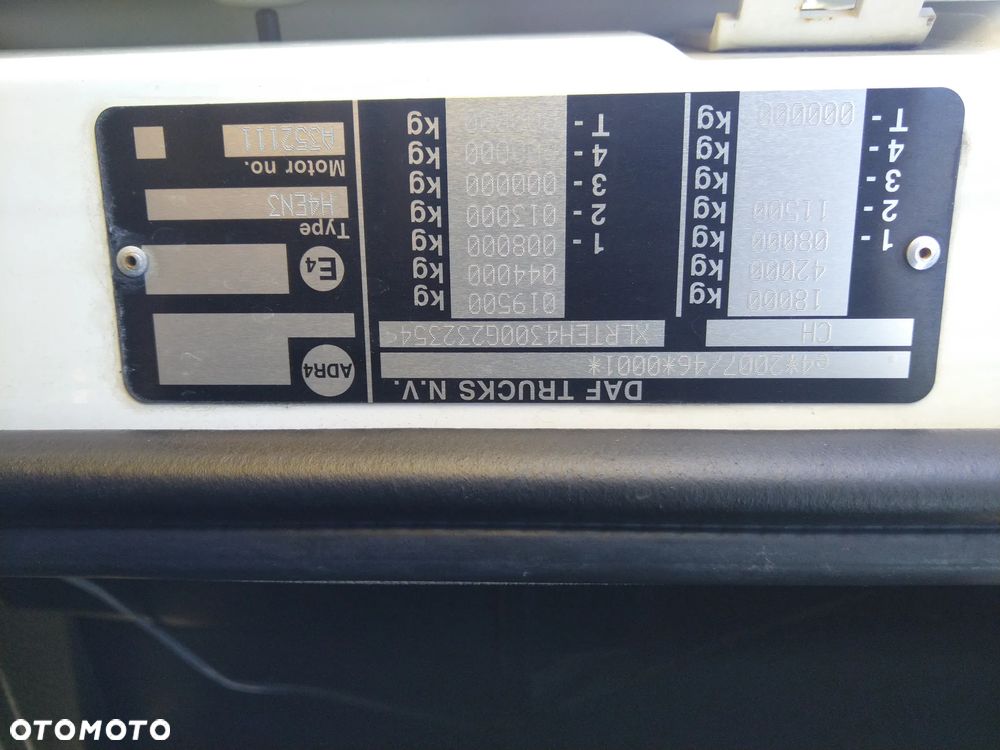 DAF TRUCKS N.V.
e4*2007/46*0001*
CH XLRTEH4300G232354
18000 kg 019500 kg
42000 kg 044000 kg
1 - 08000 kg 1 - 008000 kg
2 - 11500 kg 2 - 013000 kg
3 - kg 3 - 000000 kg
4 - kg 4 - kg
T - 0000000 kg T - kg
ADR4
E4
Type
H4EN3
Motor no.
A352111
OTOMOTO